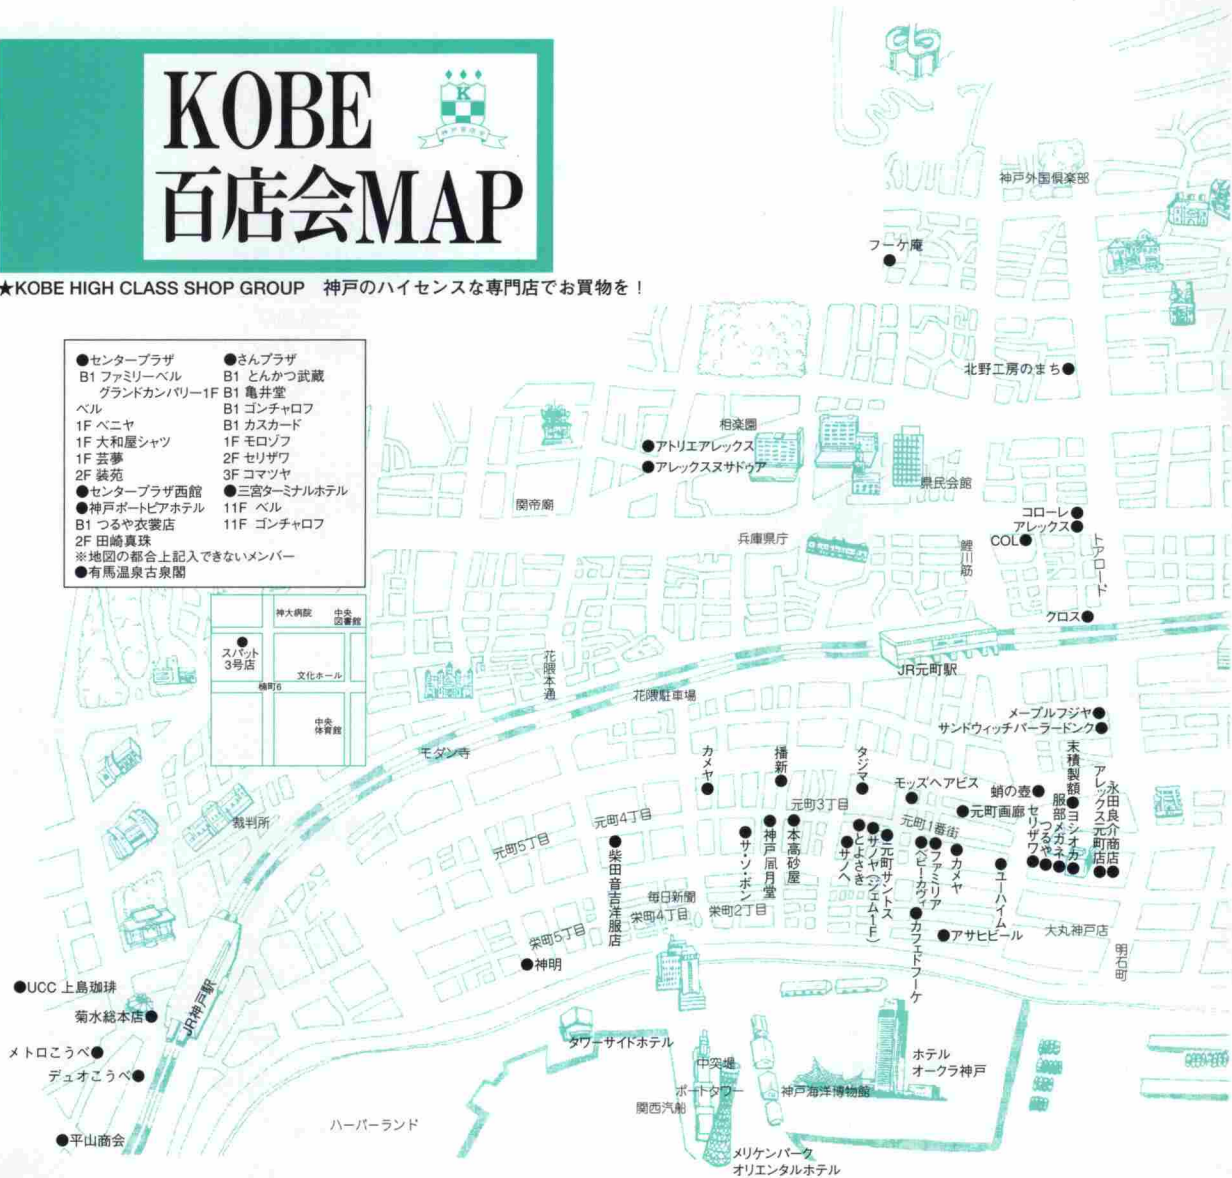 KOBE
百店会MAP
K
神戸百店会
★KOBE HIGH CLASS SHOP GROUP 神戸のハイセンスな専門店でお買物を!
●センタープラザ
B1 ファミリーベル
グランドカンパリー1F
ベル
1F ベニヤ
1F 大和屋シャツ
1F 芸夢
2F 装苑
●センタープラザ西館
●神戸ポートピアホテル
B1 つるや衣裳店
2F 田崎真珠
※地図の都合上記入できないメンバー
●有馬温泉古泉閣
●さんプラザ
B1 とんかつ武蔵
B1 亀井堂
B1 ゴンチャロフ
B1 カスカード
1F モロゾフ
2F セリザワ
3F コマツヤ
●三宮ターミナルホテル
11F ベル
11F ゴンチャロフ
神大病院
中央
図書館
スパット
3号店
文化ホール
楠町6
中央
体育館
神戸外国倶楽部
フーケ庵
北野工房のまち
相楽園
アトリエアレックス
アレックスヌサドゥア
県民会館
関帝廟
兵庫県庁
鯉川筋
コローレ
アレックス
COL
トアロード
クロス
JR元町駅
花隈本通
花隈駐車場
モダン寺
裁判所
メープルフジヤ
サンドウィッチパーラードンク
カメヤ
播新
タジマ
モッズヘアビス
蛸の壺
末積製額
アレックス元町店
永田良介商店
元町画廊
元町1番街
元町3丁目
元町4丁目
元町5丁目
柴田音吉洋服店
サ・ソ・ボン
神戸凮月堂
本高砂屋
サノヘ
とよさき
サノヤ(ジェム1F)
元町サントス
ベビー・カヴィ
ファミリア
カメヤ
ユーハイム
セリザワ
つるや
服部メガネ
ヨシオカ
カフェドフーケ
アサヒビール
大丸神戸店
明石町
毎日新聞
栄町2丁目
栄町4丁目
栄町5丁目
神明
UCC 上島珈琲
菊水総本店
JR神戸駅
メトロこうべ
デュオこうべ
平山商会
ハーバーランド
タワーサイドホテル
中突堤
ポートタワー
関西汽船
神戸海洋博物館
ホテル
オークラ神戸
メリケンパーク
オリエンタルホテル